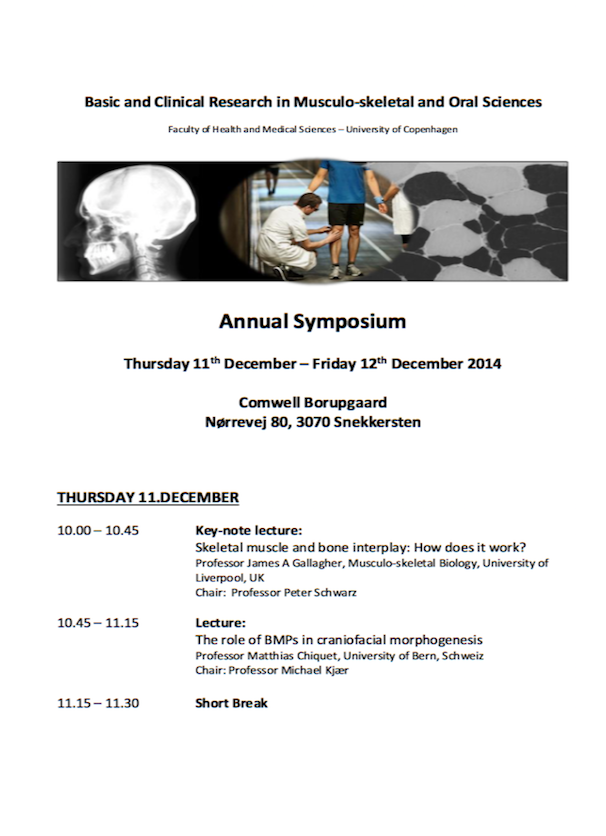 Basic and Clinical Research in Musculo-skeletal and Oral Sciences
Faculty of Health and Medical Sciences – University of Copenhagen
Annual Symposium
Thursday 11th December – Friday 12th December 2014
Comwell Borupgaard
Nørrevej 80, 3070 Snekkersten
THURSDAY 11.DECEMBER
10.00 – 10.45 Key-note lecture:
Skeletal muscle and bone interplay: How does it work?
Professor James A Gallagher, Musculo-skeletal Biology, University of
Liverpool, UK
Chair: Professor Peter Schwarz
10.45 – 11.15 Lecture:
The role of BMPs in craniofacial morphogenesis
Professor Matthias Chiquet, University of Bern, Schweiz
Chair: Professor Michael Kjær
11.15 – 11.30 Short Break